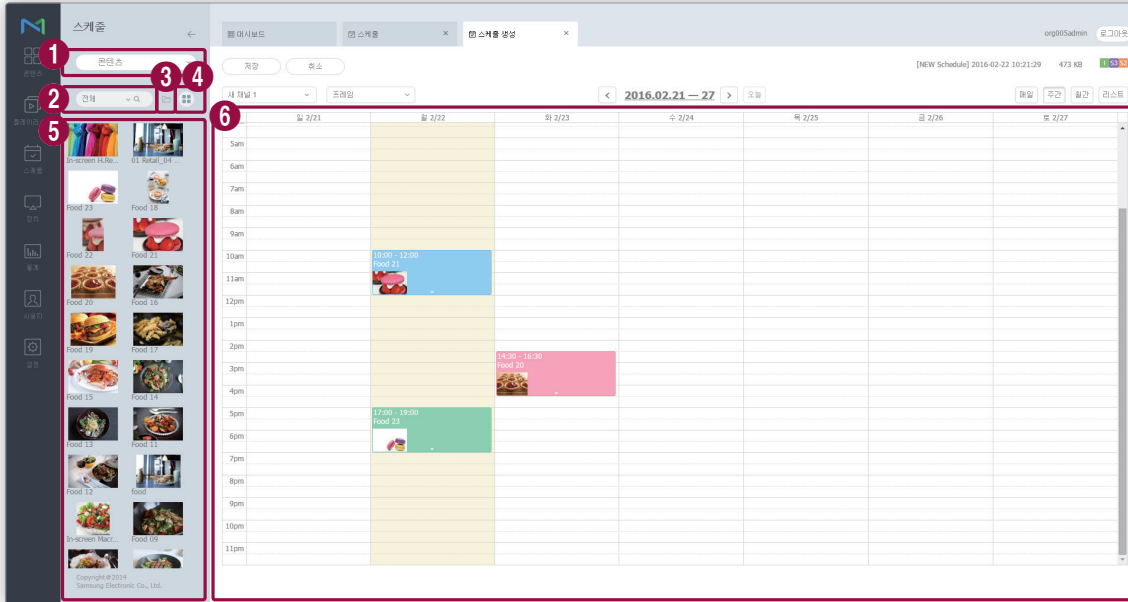 스케줄
대시보드
스케줄 ×
스케줄 생성 ×
org005admin
로그아웃
콘텐츠
저장
취소
[NEW Schedule] 2016-02-22 10:21:29
473 KB
I S3 S2
전체
새 채널 1
프레임
2016.02.21 — 27
오늘
매일
주간
월간
리스트
1
2
3
4
5
6
콘텐츠
스케줄
장치
통계
사용자
설정
In-screen H.Re...
01 Retail_04 ...
Food 23
Food 18
Food 22
Food 21
Food 20
Food 16
Food 19
Food 17
Food 15
Food 14
Food 13
Food 11
Food 12
food
In-screen Macr...
Food 09
Copyright©2014
Samsung Electronic Co., Ltd.
일 2/21
월 2/22
화 2/23
수 2/24
목 2/25
금 2/26
토 2/27
5am
6am
7am
8am
9am
10am
11am
12pm
1pm
2pm
3pm
4pm
5pm
6pm
7pm
8pm
9pm
10pm
11pm
10:00 - 12:00
Food 21
14:30 - 16:30
Food 20
17:00 - 19:00
Food 23